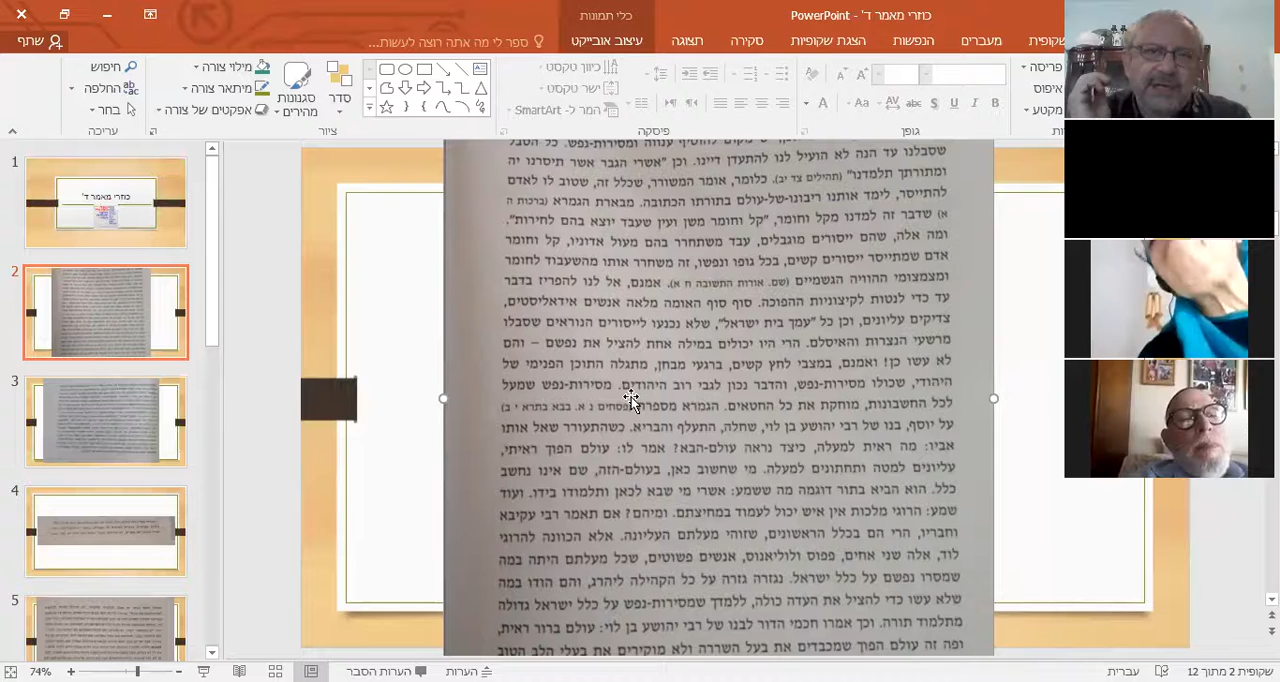 כוזרי מאמר ד' - PowerPoint
כלי תמונות
שתף
ספר לי מה אתה רוצה לעשות...
עיצוב אובייקט
תצוגה
סקירה
הצגת שקופיות
הנפשות
מעברים
חיפוש
החלפה
בחר
עריכה
מילוי צורה
מיתאר צורה
אפקטים של צורה
סגנונות מהירים
סדר
ציור
כיוון טקסט
ישר טקסט
המר ל- SmartArt
פיסקה
גופן
פריסה
איפוס
מקטע
1
כוזרי מאמר ד'
2
3
4
5
שסבלנו עד הנה לא הועיל לנו להתעדן דיינו. וכן "אשרי הגבר אשר תיסרנו יה
ומתורתך תלמדנו" (תהילים צד יב). כלומר, אומר המשורר, שכלל זה, שטוב לו לאדם
להתייסר, לימד אותנו ריבונו-של-עולם בתורתו הכתובה. מבארת הגמרא (ברכות ה
א) שדבר זה למדנו מקל וחומר, "קל וחומר משן ועין שעבד יוצא בהם לחירות".
ומה אלה, שהם ייסורים מוגבלים, עבד משתחרר בהם מעול אדוניו, קל וחומר
אדם שמתייסר ייסורים קשים, בכל גופו ונפשו, זה משחרר אותו מהשעבוד לחומר
ומצמצומי ההוויה הגשמיים (שם. אורות התשובה ח א). אמנם, אל לנו להפריז בדבר
עד כדי לנטות לקיצוניות ההפוכה. סוף סוף האומה מלאה אנשים אידאליסטים,
צדיקים עליונים, וכן כל "עמך בית ישראל", שלא נכנעו לייסורים הנוראים שסבלו
מרשעי הנצרות והאיסלם. הרי היו יכולים במילה אחת להציל את נפשם – והם
לא עשו כן! ואמנם, במצבי לחץ קשים, ברגעי מבחן, מתגלה התוכן הפנימי של
היהודי, שכולו מסירות-נפש, והדבר נכון לגבי רוב היהודים. מסירות-נפש שמעל
לכל החשבונות, מוחקת את כל החטאים. הגמרא מספרת (פסחים נ א. בבא בתרא י ב)
על יוסף, בנו של רבי יהושע בן לוי, שחלה, התעלף והבריא. כשהתעורר שאל אותו
אביו: מה ראית למעלה, כיצד נראה עולם-הבא? אמר לו: עולם הפוך ראיתי,
עליונים למטה ותחתונים למעלה. מי שחשוב כאן, בעולם-הזה, שם אינו נחשב
כלל. הוא הביא בתור דוגמה מה ששמע: אשרי מי שבא לכאן ותלמודו בידו. ועוד
שמע: הרוגי מלכות אין איש יכול לעמוד במחיצתם. ומיהם? אם תאמר רבי עקיבא
וחבריו, הרי הם בכלל הראשונים, שזוהי מעלתם העליונה. אלא הכוונה להרוגי
לוד, אלה שני אחים, פפוס ולוליאנוס, אנשים פשוטים, שכל מעלתם היתה במה
שמסרו נפשם על כלל ישראל. נגזרה גזרה על כל הקהילה ליהרג, והם הודו במה
שלא עשו כדי להציל את העדה כולה, ללמדך שמסירות-נפש על כלל ישראל גדולה
מתלמוד תורה. וכך אמרו חכמי הדור לבנו של רבי יהושע בן לוי: עולם ברור ראית,
ופה זה עולם הפוך שמכבדים את בעל השררה ולא מוקירים את בעלי הלב הטוב
74%
הערות הסבר
הערות
עברית
שקופית 2 מתוך 12